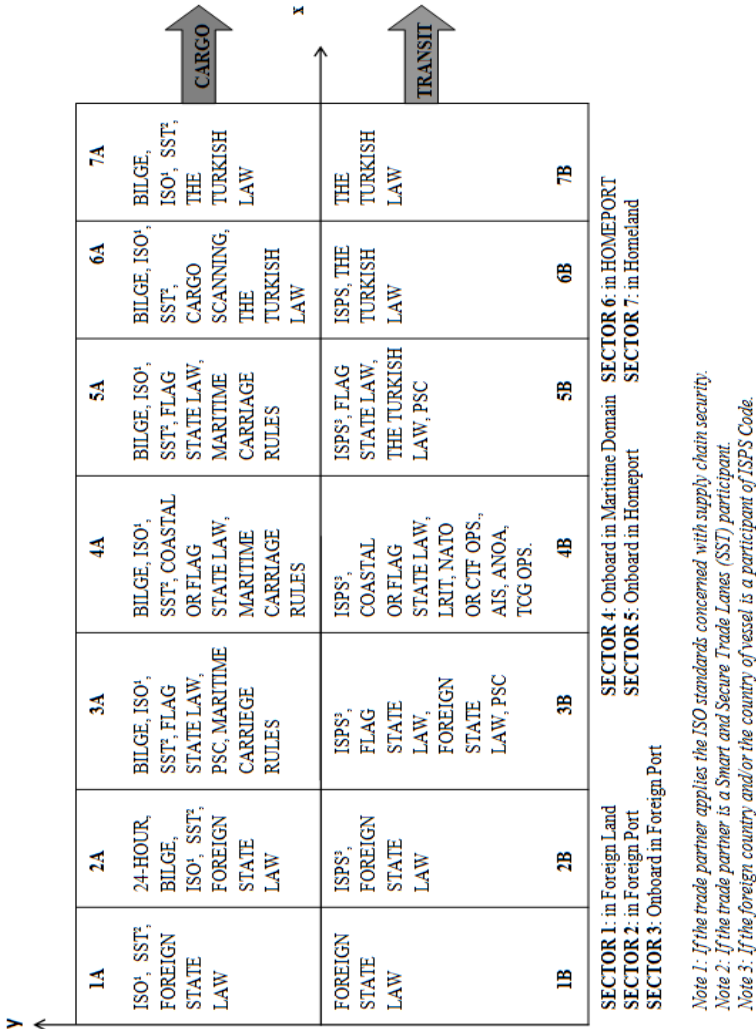 y
1A
ISO¹, SST²,
FOREIGN
STATE
LAW
2A
24-HOUR,
BILGE,
ISO¹, SST²,
FOREIGN
STATE
LAW
3A
BILGE, ISO¹,
SST², FLAG
STATE LAW,
PSC, MARITIME
CARRIEGE
RULES
4A
BILGE, ISO¹,
SST², COASTAL
OR FLAG
STATE LAW,
MARITIME
CARRIAGE
RULES
5A
BILGE, ISO¹,
SST², FLAG
STATE LAW,
MARITIME
CARRIAGE
RULES
6A
BILGE, ISO¹,
SST²,
CARGO
SCANNING,
THE
TURKISH
LAW
7A
BILGE,
ISO¹, SST²,
THE
TURKISH
LAW
CARGO
x
FOREIGN
STATE
LAW
1B
ISPS³,
FOREIGN
STATE
LAW
2B
ISPS³,
FLAG
STATE
LAW,
FOREIGN
STATE
LAW, PSC
3B
ISPS³,
COASTAL
OR FLAG
STATE LAW,
LRIT, NATO
OR CTF OPS.,
AIS, ANOA,
TCG OPS.
4B
ISPS³, FLAG
STATE LAW,
THE TURKISH
LAW, PSC
5B
ISPS, THE
TURKISH
LAW
6B
THE
TURKISH
LAW
7B
TRANSIT
SECTOR 1: in Foreign Land
SECTOR 2: in Foreign Port
SECTOR 3: Onboard in Foreign Port
SECTOR 4: Onboard in Maritime Domain
SECTOR 5: Onboard in Homeport
SECTOR 6: in HOMEPORT
SECTOR 7: in Homeland
Note 1: If the trade partner applies the ISO standards concerned with supply chain security.
Note 2: If the trade partner is a Smart and Secure Trade Lanes (SST) participant.
Note 3: If the foreign country and/or the country of vessel is a participant of ISPS Code.